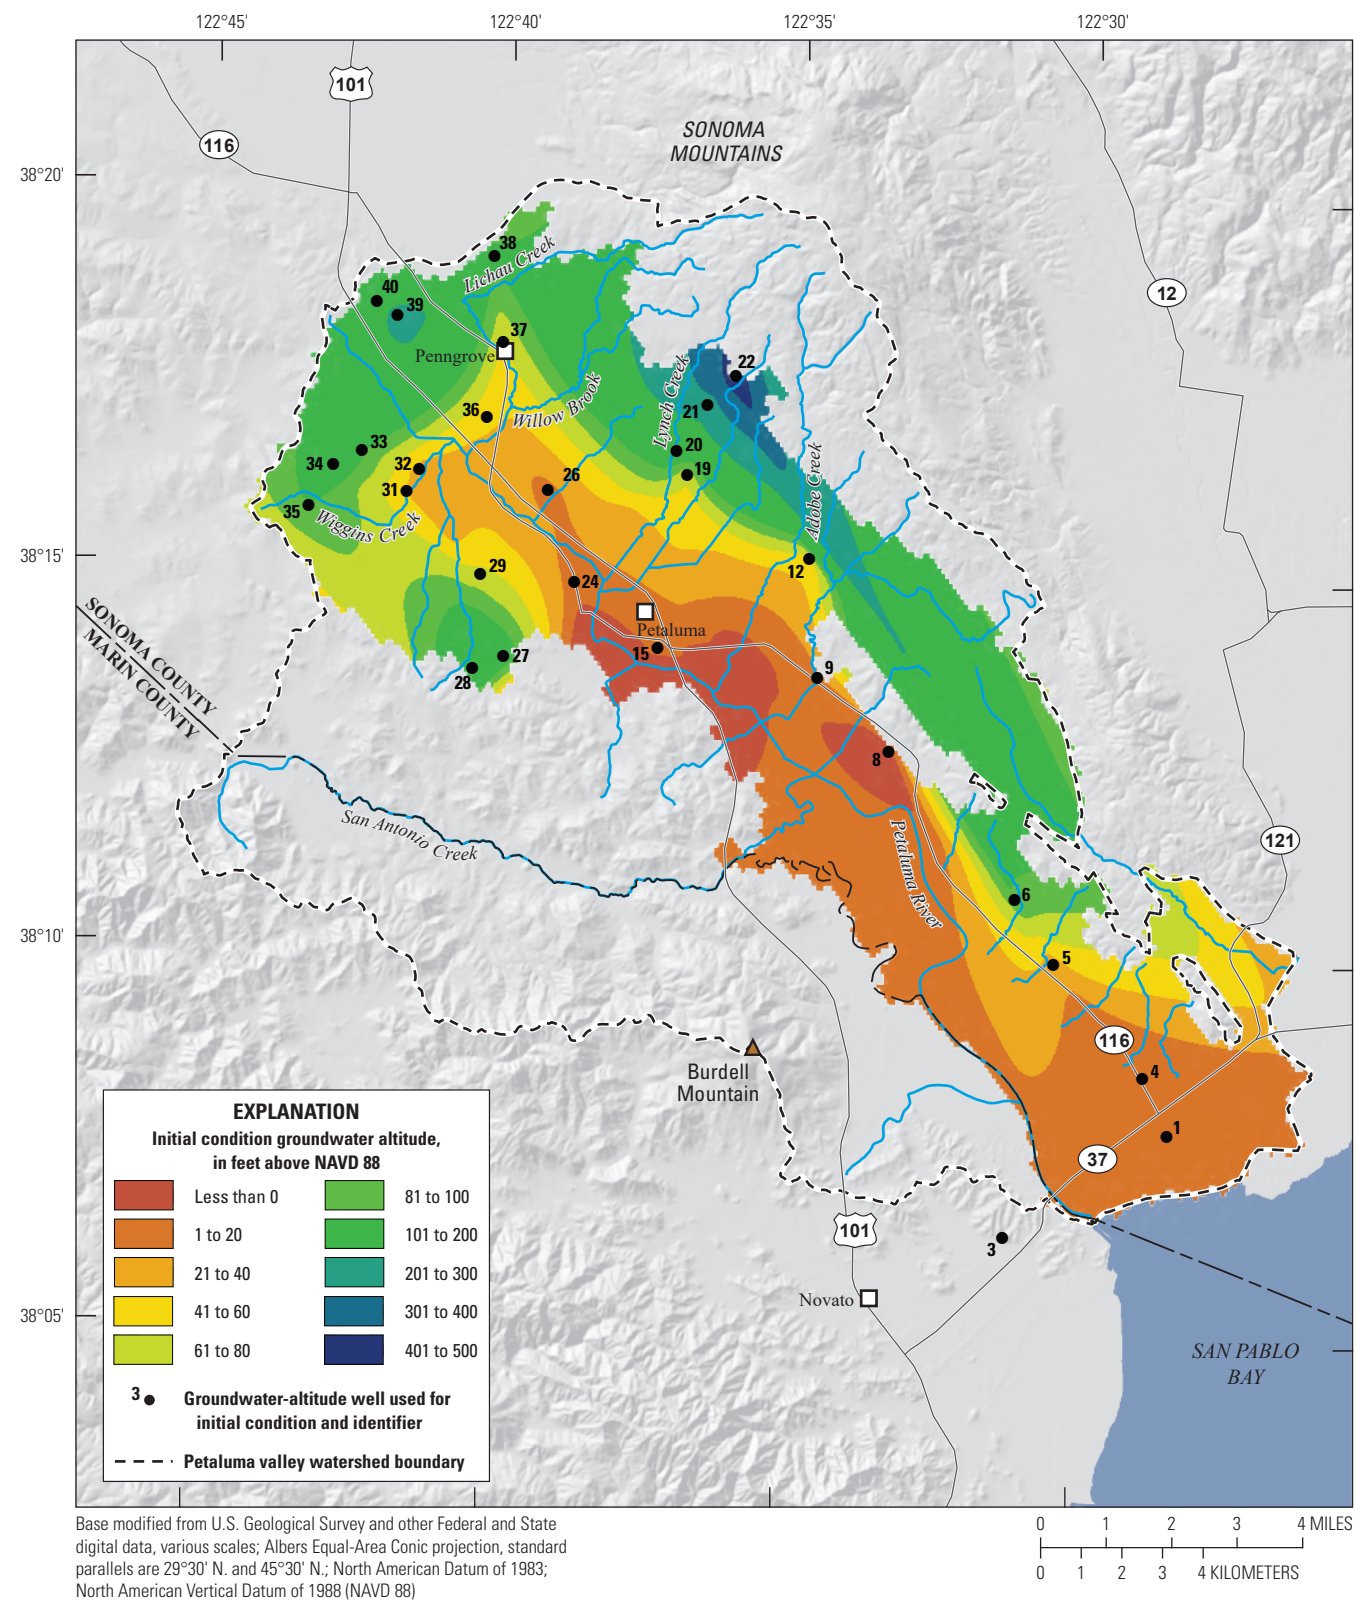 122°45'
122°40'
122°35'
122°30'
101
116
SONOMA
MOUNTAINS
38°20'
38
Lichau Creek
40
39
12
37
Penngrove
22
Lynch Creek
21
36
Willow Brook
33
34
32
20
19
26
31
Adobe Creek
35
Wiggins Creek
38°15'
29
12
24
SONOMA COUNTY
MARIN COUNTY
Petaluma
15
27
28
9
8
San Antonio
Creek
Petaluma River
121
6
38°10'
5
116
Burdell
Mountain
4
1
37
EXPLANATION
Initial condition groundwater altitude,
in feet above NAVD 88
Less than 0
81 to 100
1 to 20
101 to 200
21 to 40
201 to 300
41 to 60
301 to 400
61 to 80
401 to 500
3
Groundwater-altitude well used for
initial condition and identifier
Petaluma valley watershed boundary
101
3
Novato
38°05'
SAN PABLO
BAY
Base modified from U.S. Geological Survey and other Federal and State
digital data, various scales; Albers Equal-Area Conic projection, standard
parallels are 29°30' N. and 45°30' N.; North American Datum of 1983;
North American Vertical Datum of 1988 (NAVD 88)
0 1 2 3 4 MILES
0 1 2 3 4 KILOMETERS